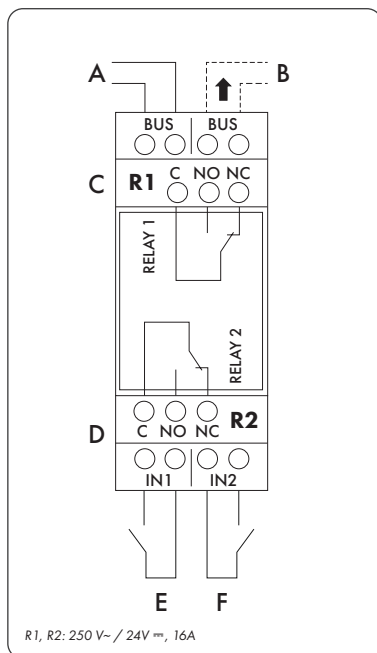 A B
BUS BUS
C R1 C NO NC
RELAY 1
RELAY 2
D C NO NC R2
IN1 IN2
E F
R1, R2: 250 V~ / 24V ⎓, 16A